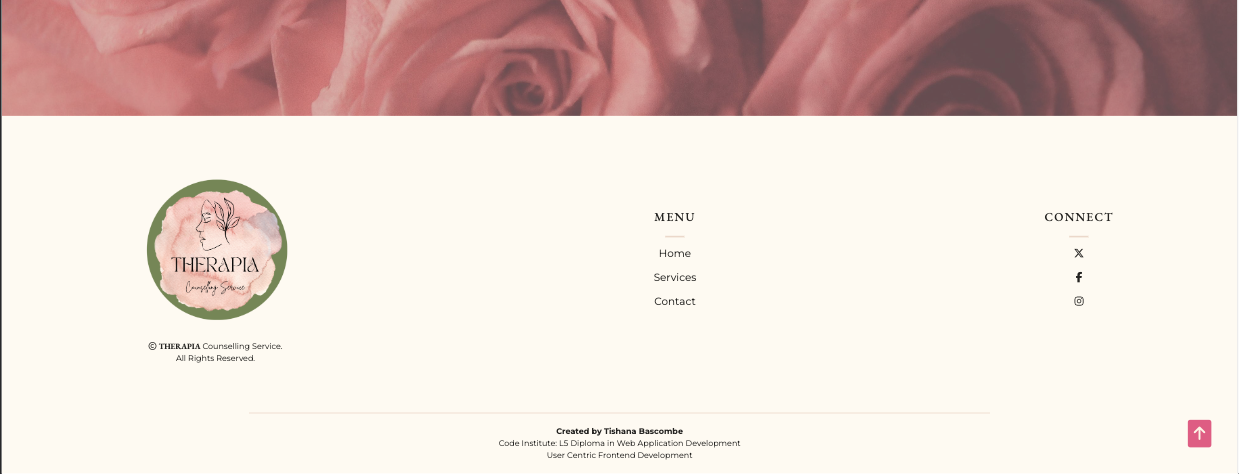 THERAPIA
Counselling Service
© THERAPIA Counselling Service.
All Rights Reserved.
MENU
Home
Services
Contact
CONNECT
Created by Tishana Bascombe
Code Institute: L5 Diploma in Web Application Development
User Centric Frontend Development